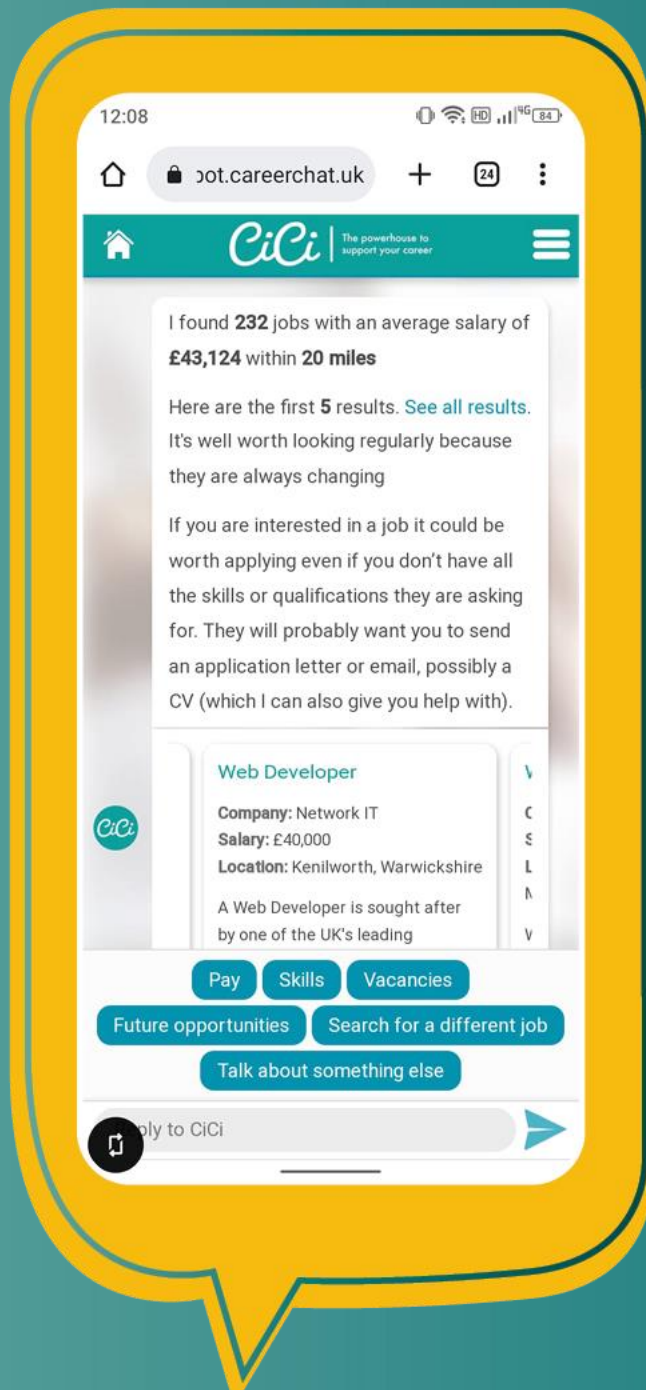 12:08
HD
4G
84
bot.careerchat.uk
24
CiCi
The powerhouse to
support your career
I found 232 jobs with an average salary of
£43,124 within 20 miles
Here are the first 5 results. See all results.
It's well worth looking regularly because
they are always changing
If you are interested in a job it could be
worth applying even if you don't have all
the skills or qualifications they are asking
for. They will probably want you to send
an application letter or email, possibly a
CV (which I can also give you help with).
Web Developer
Company: Network IT
Salary: £40,000
Location: Kenilworth, Warwickshire
A Web Developer is sought after
by one of the UK's leading
CiCi
Pay
Skills
Vacancies
Future opportunities
Search for a different job
Talk about something else
to CiCi